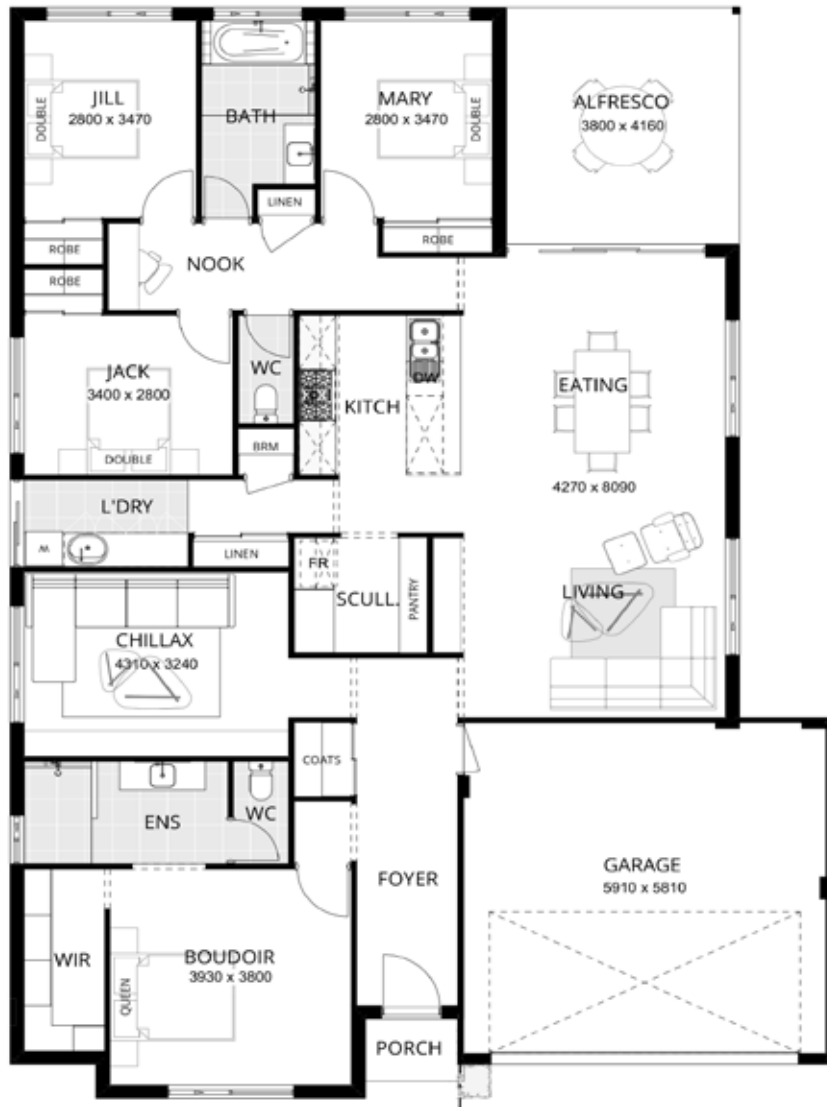 JILL
2800 x 3470
DOUBLE
BATH
MARY
2800 x 3470
DOUBLE
ALFRESCO
3800 x 4160
LINEN
ROBE
NOOK
ROBE
ROBE
JACK
3400 x 2800
DOUBLE
WC
KITCH
DW
EATING
4270 x 8090
BRM
L'DRY
W
LINEN
FR
SCULL.
PANTRY
LIVING
CHILLAX
4310 x 3240
COATS
ENS
WC
FOYER
GARAGE
5910 x 5810
WIR
BOUDOIR
3930 x 3800
QUEEN
PORCH